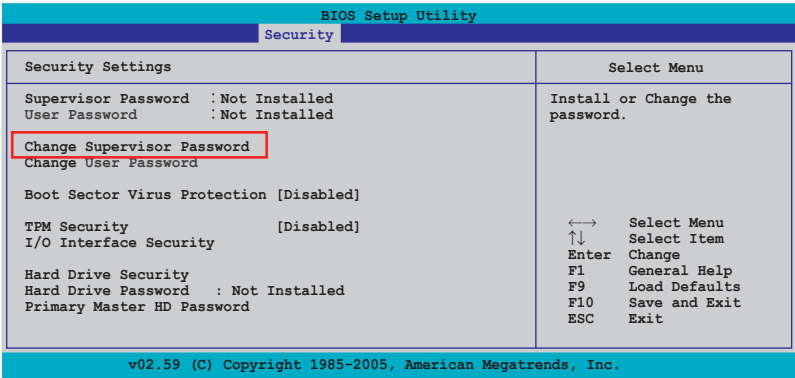 BIOS Setup Utility
Security
Security Settings
Supervisor Password : Not Installed
User Password : Not Installed
Change Supervisor Password
Change User Password
Boot Sector Virus Protection [Disabled]
TPM Security [Disabled]
I/O Interface Security
Hard Drive Security
Hard Drive Password : Not Installed
Primary Master HD Password
Select Menu
Install or Change the
password.
←→ Select Menu
↑↓ Select Item
Enter Change
F1 General Help
F9 Load Defaults
F10 Save and Exit
ESC Exit
v02.59 (C) Copyright 1985-2005, American Megatrends, Inc.